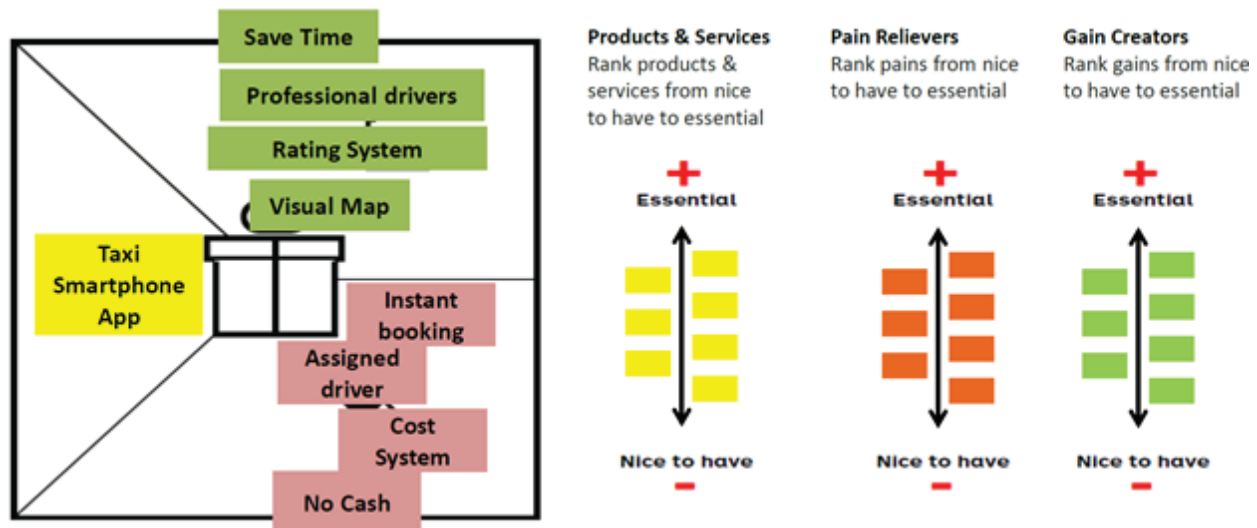 Save Time
Professional drivers
Rating System
Visual Map
Taxi
Smartphone
App
Instant
booking
Assigned
driver
Cost
System
No Cash
Products & Services
Rank products &
services from nice
to have to essential
+
Essential
Nice to have
-
Pain Relievers
Rank pains from nice
to have to essential
+
Essential
Nice to have
-
Gain Creators
Rank gains from nice
to have to essential
+
Essential
Nice to have
-